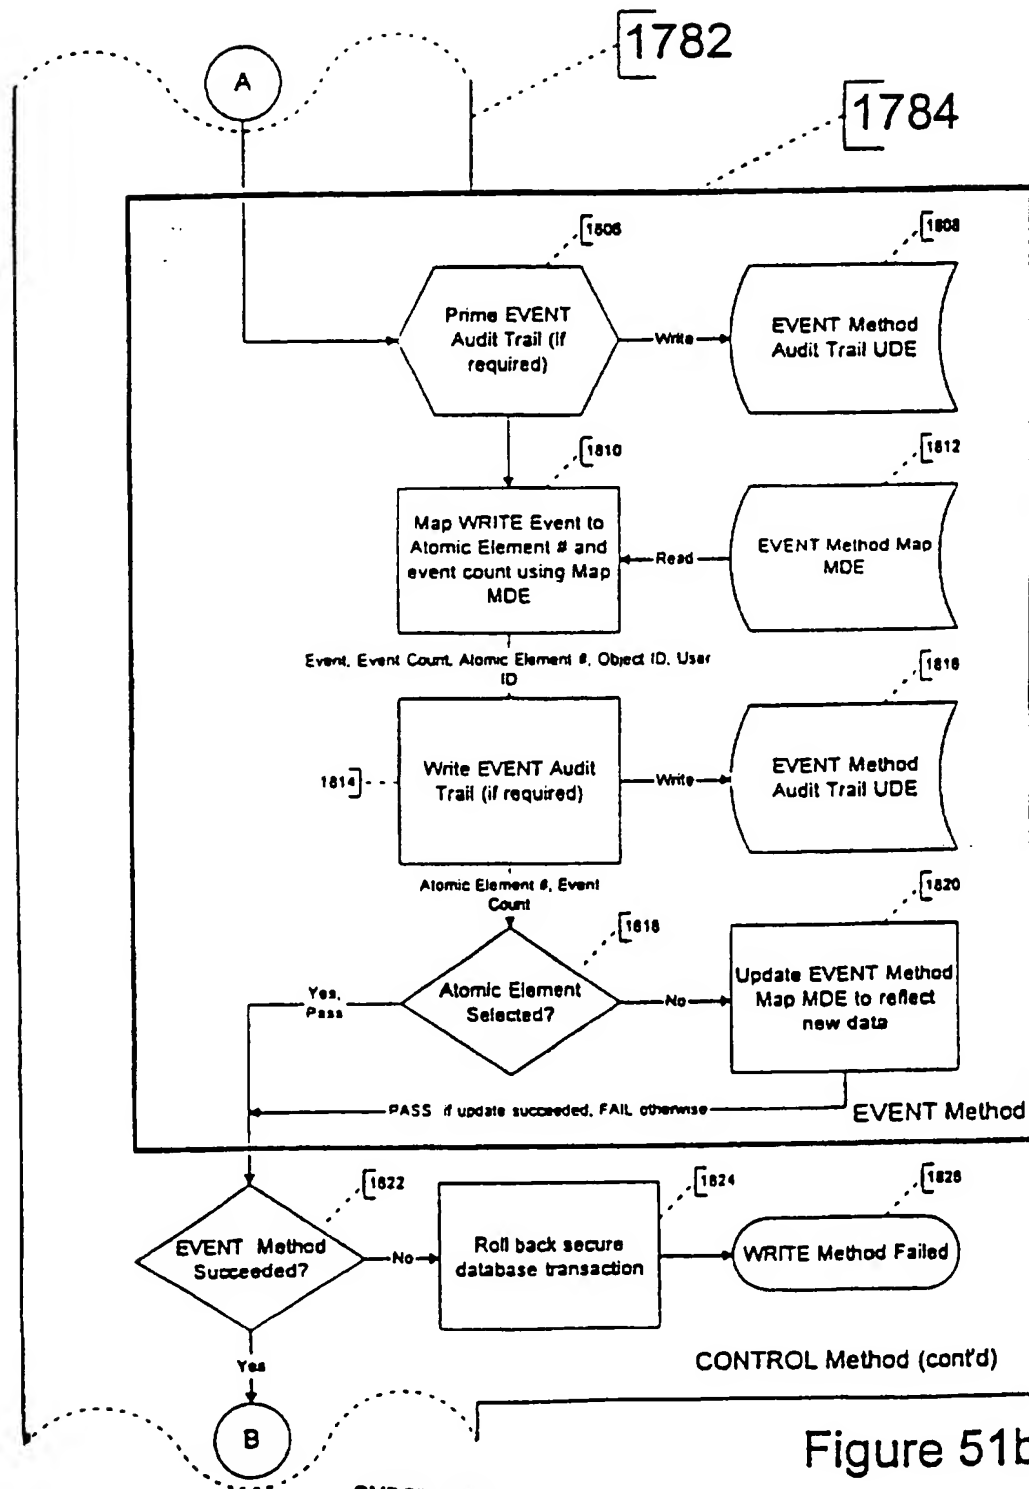 1782
A
1784
1806
1808
Prime EVENT
Audit Trail (if
required)
Write
EVENT Method
Audit Trail UDE
1810
1812
Map WRITE Event to
Atomic Element # and
event count using Map
MDE
Read
EVENT Method Map
MDE
Event, Event Count, Atomic Element #, Object ID, User
ID
1816
1814
Write EVENT Audit
Trail (if required)
Write
EVENT Method
Audit Trail UDE
Atomic Element #, Event
Count
1818
1820
Yes,
Pass
Atomic Element
Selected?
No
Update EVENT Method
Map MDE to reflect
new data
PASS if update succeeded, FAIL otherwise
EVENT Method
1822
1824
1826
EVENT Method
Succeeded?
No
Roll back secure
database transaction
WRITE Method Failed
Yes
CONTROL Method (cont'd)
B
Figure 51b